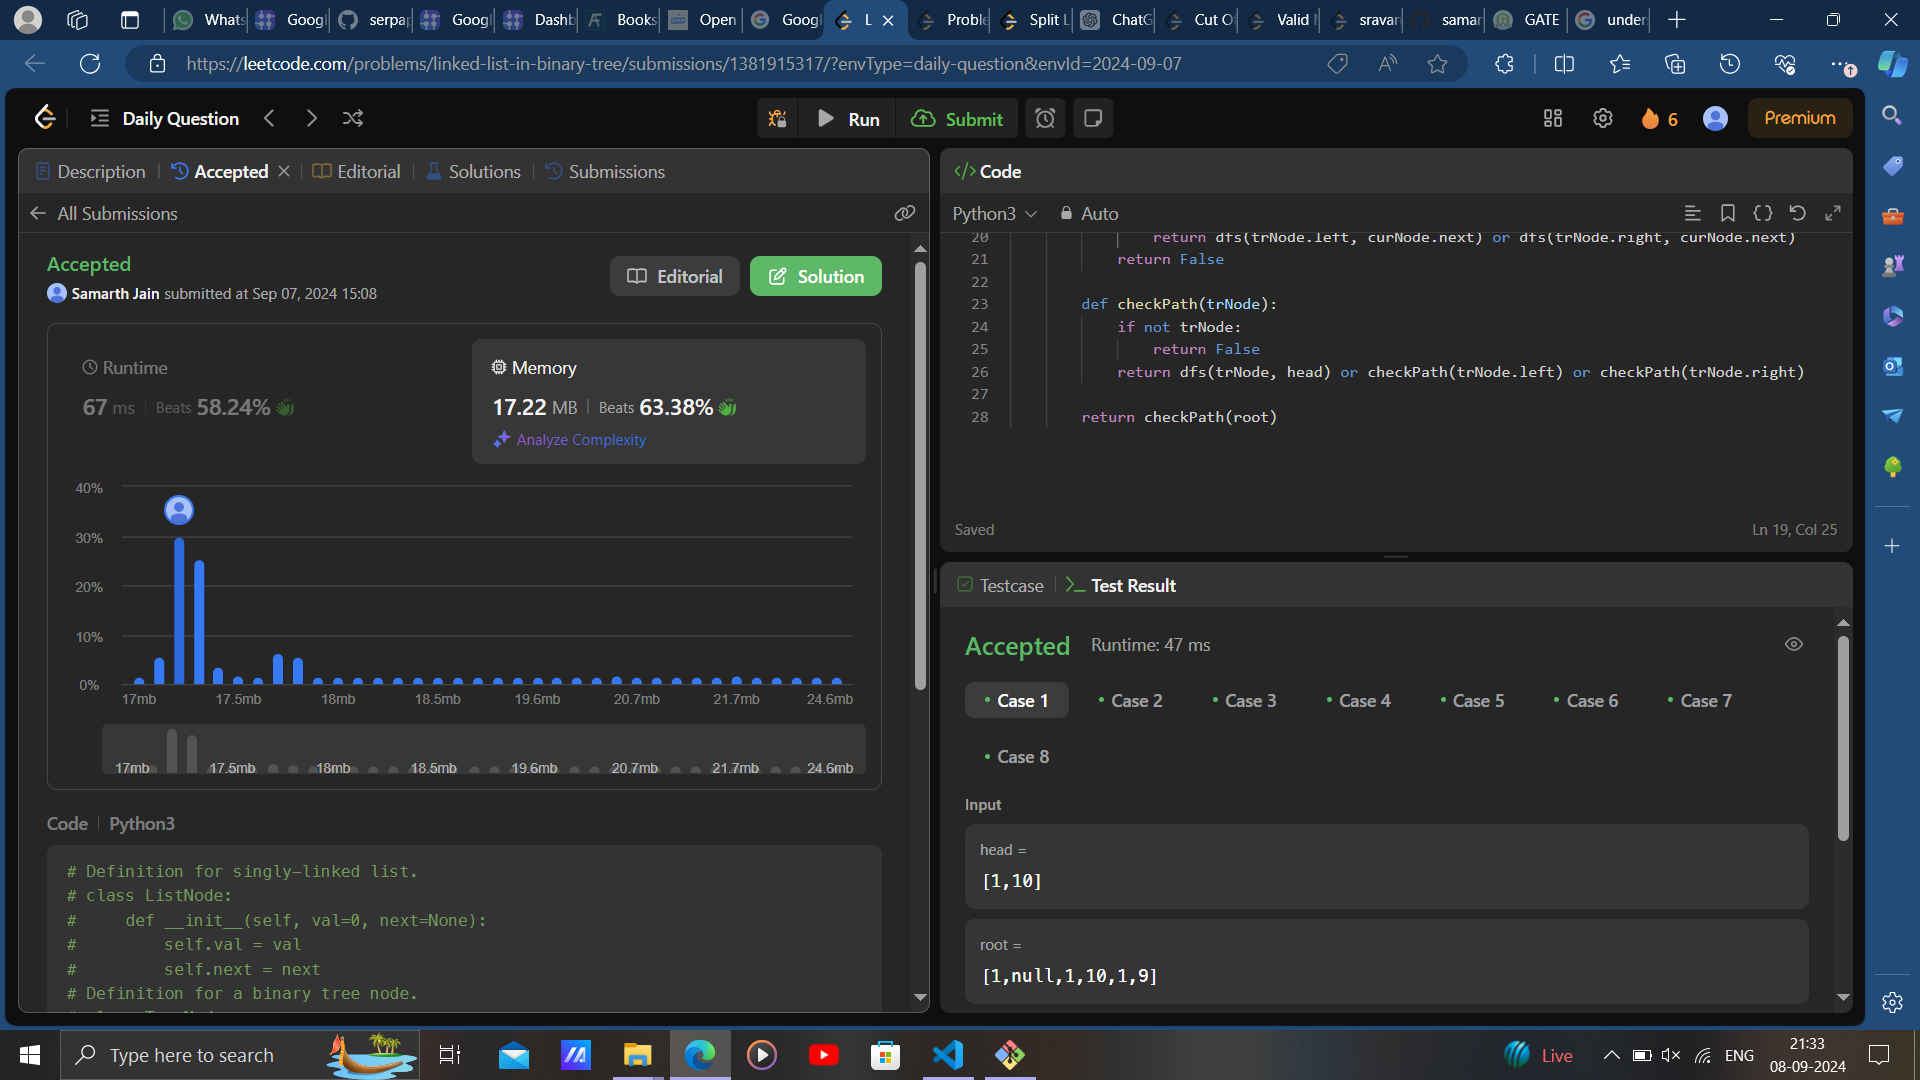 Whats
Googl
serpap
Googl
Dashb
Books
Open
Googl
L
Proble
Split L
ChatG
Cut O
Valid
sravan
samar
GATE
under
https://leetcode.com/problems/linked-list-in-binary-tree/submissions/1381915317/?envType=daily-question&envId=2024-09-07
Daily Question
Run
Submit
6
Premium
Description
Accepted
Editorial
Solutions
Submissions
All Submissions
Accepted
Samarth Jain submitted at Sep 07, 2024 15:08
Editorial
Solution
Runtime
67 ms | Beats 58.24%
Memory
17.22 MB | Beats 63.38%
Analyze Complexity
40%
30%
20%
10%
0%
17mb 17.5mb 18mb 18.5mb 19.6mb 20.7mb 21.7mb 24.6mb
17mb 17.5mb 18mb 18.5mb 19.6mb 20.7mb 21.7mb 24.6mb
Code | Python3
# Definition for singly-linked list.
# class ListNode:
#     def __init__(self, val=0, next=None):
#         self.val = val
#         self.next = next
# Definition for a binary tree node.
</> Code
Python3
Auto
20 return dfs(trNode.left, curNode.next) or dfs(trNode.right, curNode.next)
21 return False
22
23 def checkPath(trNode):
24 if not trNode:
25 return False
26 return dfs(trNode, head) or checkPath(trNode.left) or checkPath(trNode.right)
27
28 return checkPath(root)
Saved
Ln 19, Col 25
Testcase
Test Result
Accepted
Runtime: 47 ms
Case 1
Case 2
Case 3
Case 4
Case 5
Case 6
Case 7
Case 8
Input
head =
[1,10]
root =
[1,null,1,10,1,9]
Type here to search
Live
ENG
21:33
08-09-2024